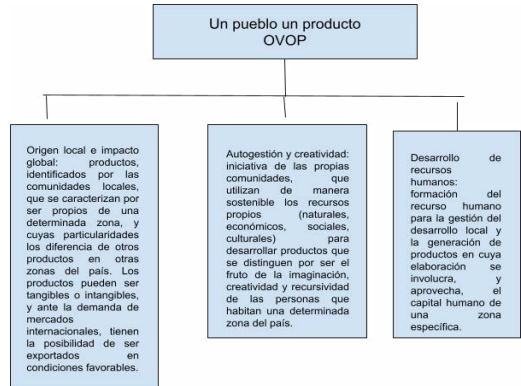 Un pueblo un producto
OVOP
Origen local e impacto
global: productos,
identificados por las
comunidades locales,
que se caracterizan por
ser propios de una
determinada zona, y
cuyas particularidades
los diferencia de otros
productos en otras
zonas del país. Los
productos pueden ser
tangibles o intangibles,
y ante la demanda de
mercados
internacionales, tienen
la posibilidad de ser
exportados en
condiciones favorables.
Autogestión y creatividad:
iniciativa de las propias
comunidades, que
utilizan de manera
sostenible los recursos
propios (naturales,
económicos, sociales,
culturales) para
desarrollar productos que
se distinguen por ser el
fruto de la imaginación,
creatividad y recursividad
de las personas que
habitan una determinada
zona del país.
Desarrollo de
recursos
humanos:
formación del
recurso humano
para la gestión del
desarrollo local y
la generación de
productos en cuya
elaboración se
involucra, y
aprovecha, el
capital humano de
una zona
específica.